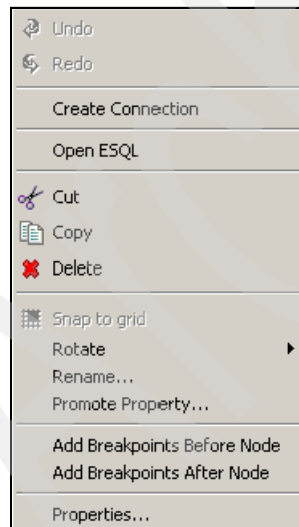 Undo
Redo
Create Connection
Open ESQL
Cut
Copy
Delete
Snap to grid
Rotate
Rename...
Promote Property...
Add Breakpoints Before Node
Add Breakpoints After Node
Properties...